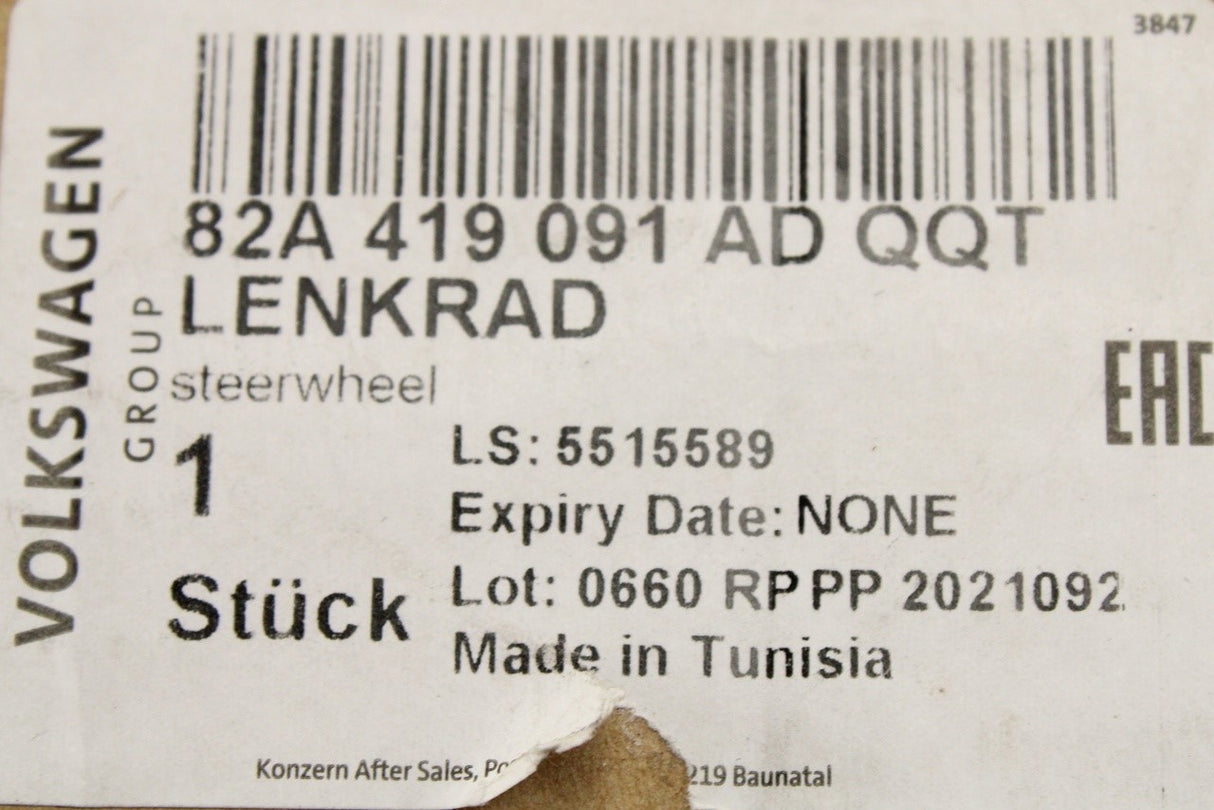 3847
VOLKSWAGEN
GROUP
82A 419 091 AD QQT
LENKRAD
steerwheel
1
Stück
LS: 5515589
Expiry Date: NONE
Lot: 0660 RPPP 2021092
Made in Tunisia
EAC
Konzern After Sales, 219 Baunatal